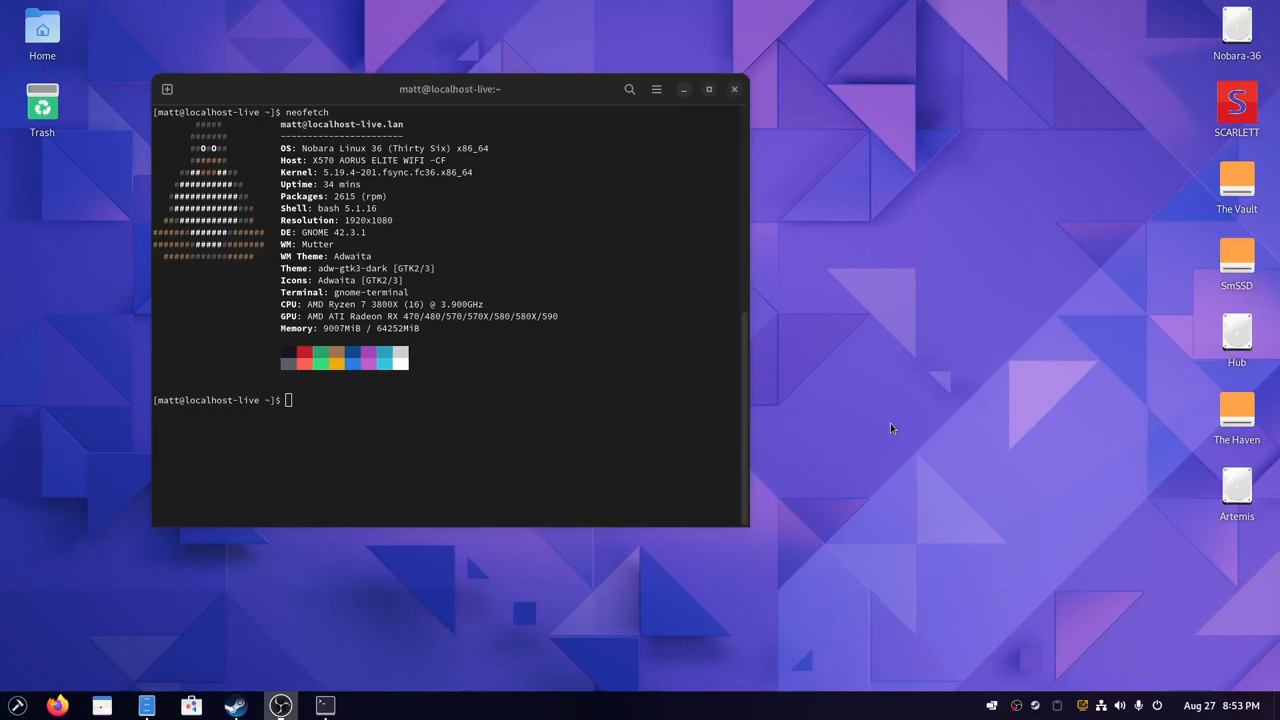 Home
Trash
matt@localhost-live:~
[matt@localhost-live ~]$ neofetch
matt@localhost-live.lan
-----------------------
OS: Nobara Linux 36 (Thirty Six) x86_64
Host: X570 AORUS ELITE WIFI -CF
Kernel: 5.19.4-201.fsync.fc36.x86_64
Uptime: 34 mins
Packages: 2615 (rpm)
Shell: bash 5.1.16
Resolution: 1920x1080
DE: GNOME 42.3.1
WM: Mutter
WM Theme: Adwaita
Theme: adw-gtk3-dark [GTK2/3]
Icons: Adwaita [GTK2/3]
Terminal: gnome-terminal
CPU: AMD Ryzen 7 3800X (16) @ 3.900GHz
GPU: AMD ATI Radeon RX 470/480/570/570X/580/580X/590
Memory: 9007MiB / 64252MiB
[matt@localhost-live ~]$
Nobara-36
S
SCARLETT
The Vault
SmSSD
Hub
The Haven
Artemis
Aug 27 8:53 PM